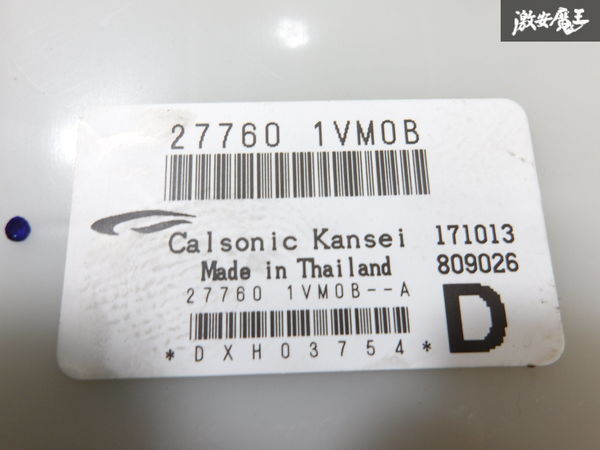 激安魔王
27760 1VM0B
Calsonic Kansei 171013
Made in Thailand 809026
27760 1VM0B--A
D
*DXH03754*